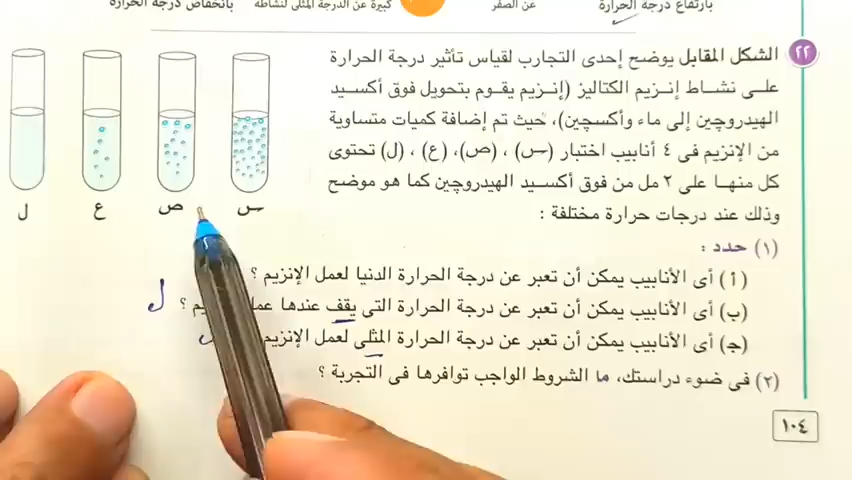 بارتفاع درجة الحرارة
عن الصفر
كبيرة عن الدرجة المثلى لنشاطه
بانخفاض درجة الحرارة
٢٢
الشكل المقابل يوضح إحدى التجارب لقياس تأثير درجة الحرارة
على نشاط إنزيم الكتاليز (إنزيم يقوم بتحويل فوق أكسيد
الهيدروچين إلى ماء وأكسچين)، حيث تم إضافة كميات متساوية
من الإنزيم فى ٤ أنابيب اختبار (س)، (ص)، (ع)، (ل) تحتوى
كل منهـا على ٢ مل من فوق أكسيد الهيدروچين كما هو موضح
وذلك عند درجات حرارة مختلفة :
س
ص
ع
ل
(١) حدد :
(أ) أى الأنابيب يمكن أن تعبر عن درجة الحرارة الدنيا لعمل الإنزيم ؟
(ب) أى الأنابيب يمكن أن تعبر عن درجة الحرارة التى يقف عندها ؟ ل
(جـ) أى الأنابيب يمكن أن تعبر عن درجة الحرارة المثلى لعمل الإنزيم
(٢) فى ضوء دراستك، ما الشروط الواجب توافرها فى التجربة ؟
١٠٤